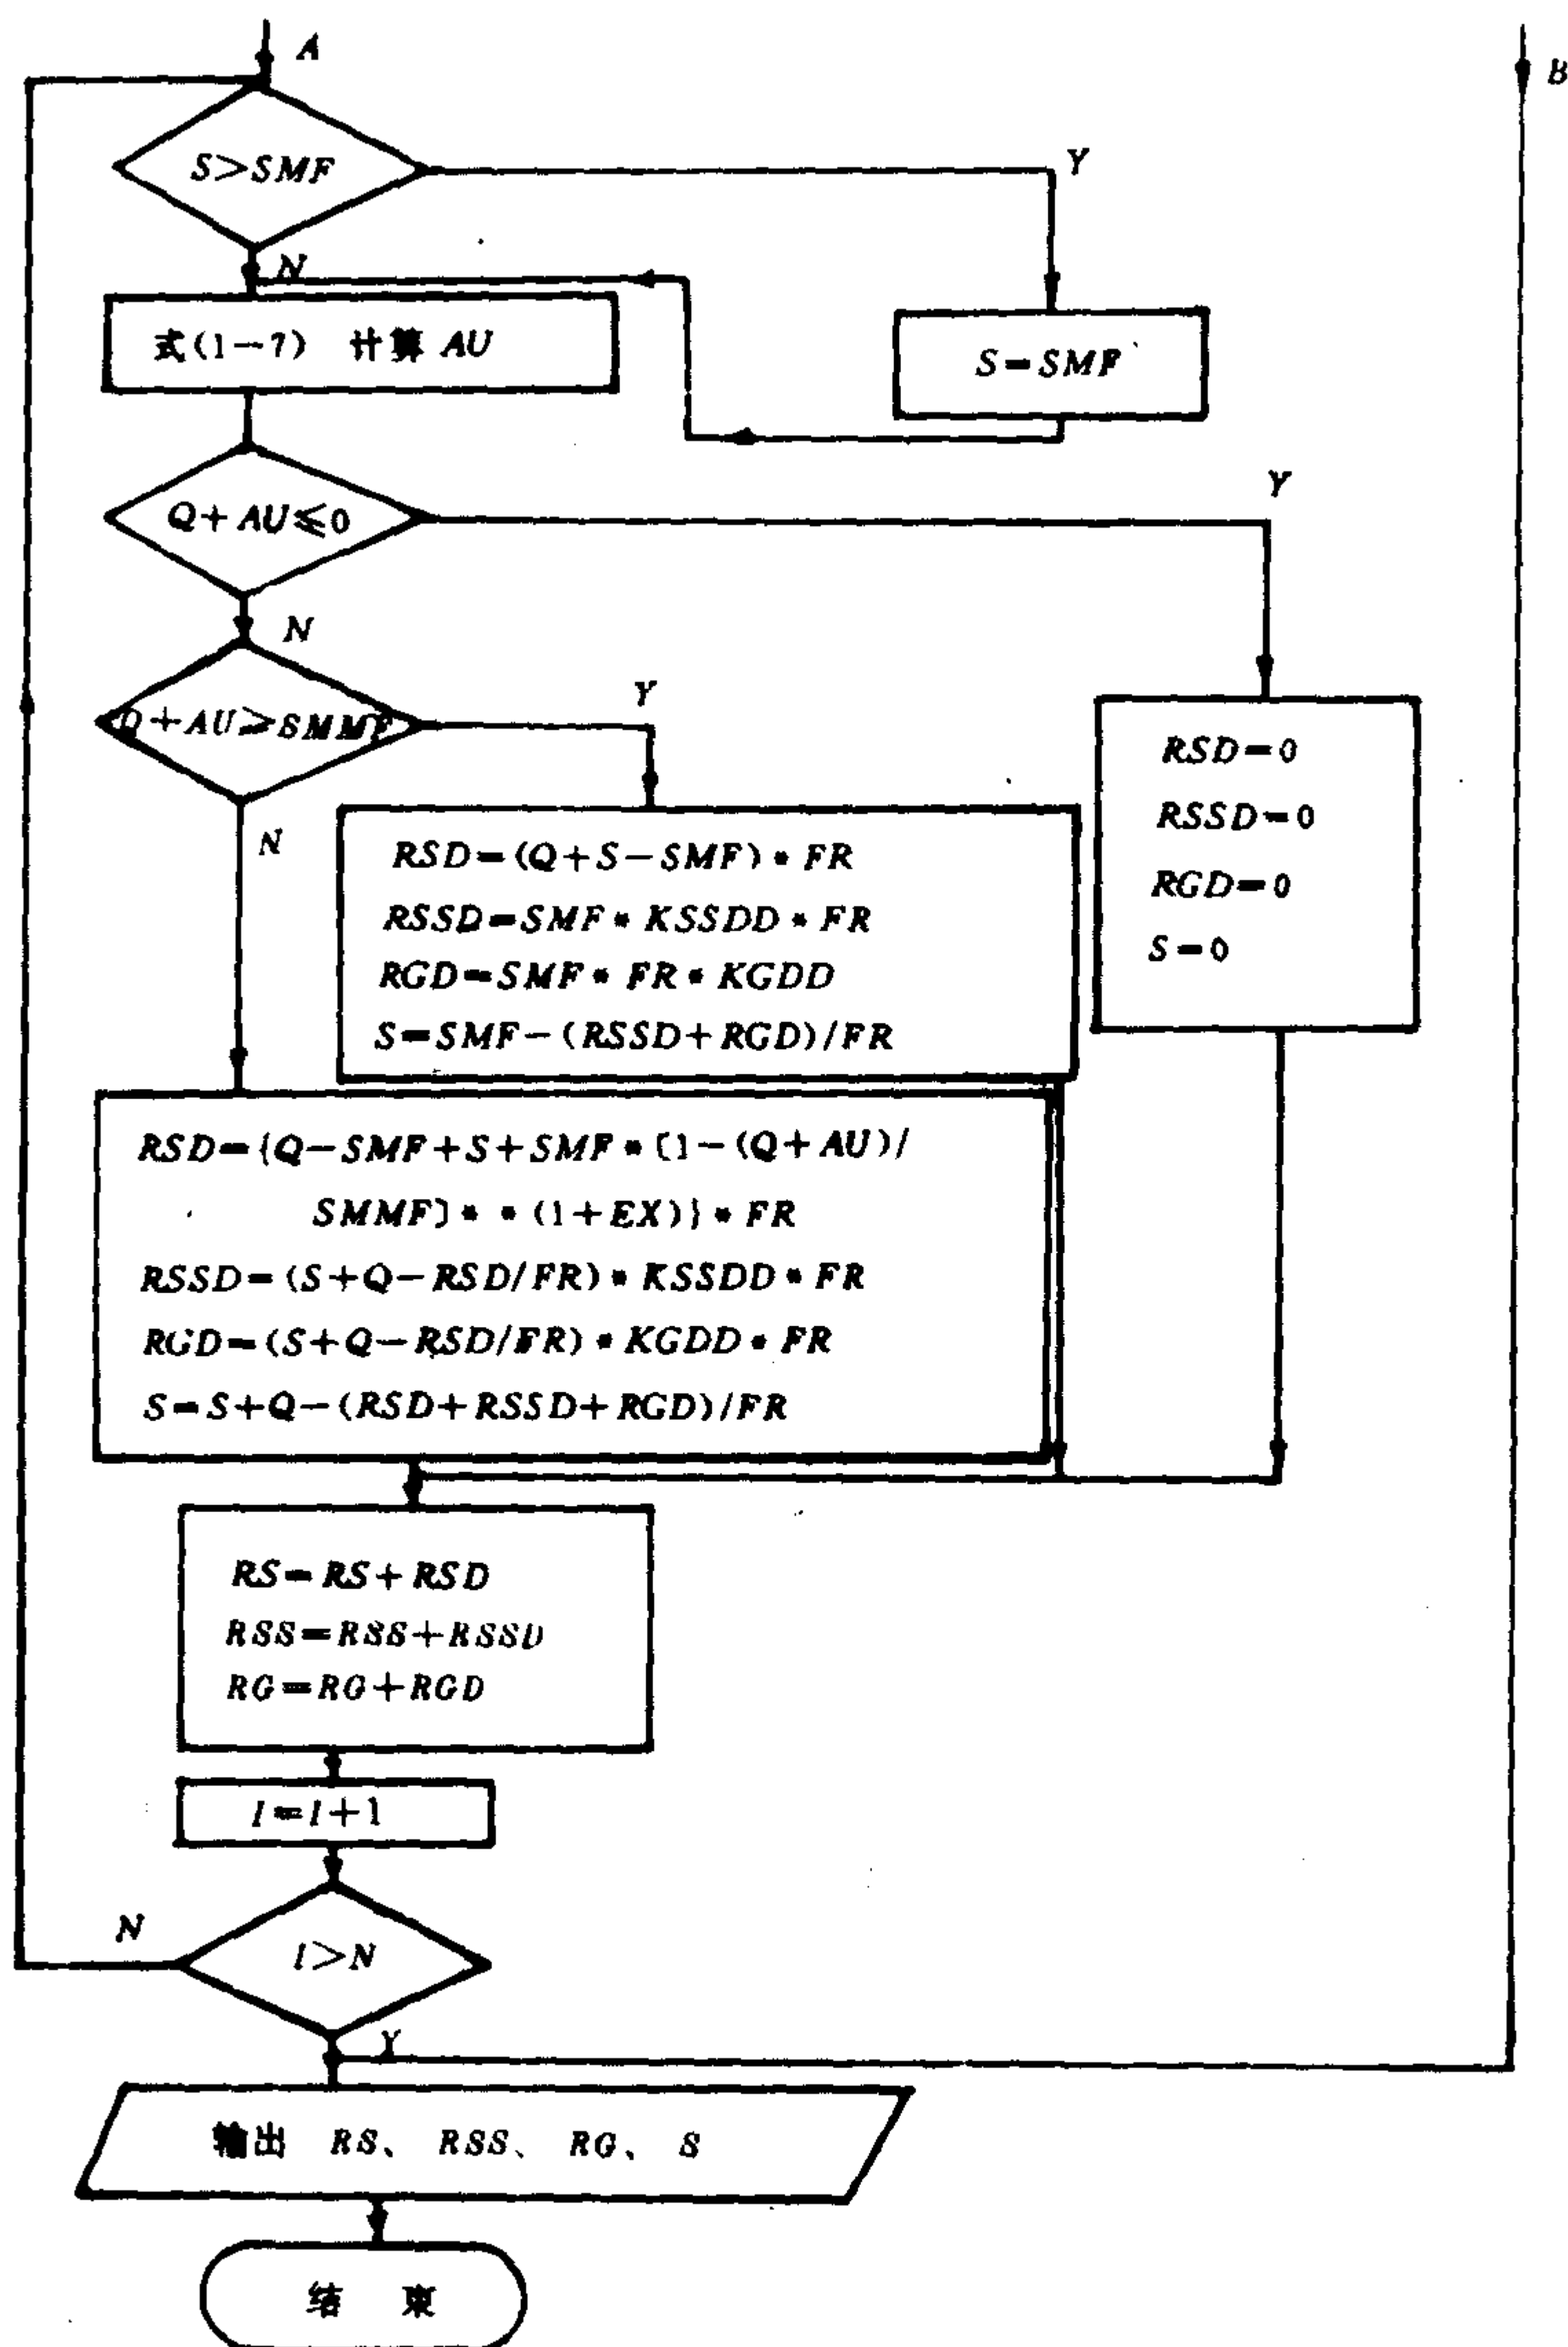 A
B
S>SMF
Y
N
式(1-7) 计算 AU
S=SMF
Q+AU≤0
Y
N
Q+AU≥SMMF
Y
N
RSD=(Q+S-SMF)*FR
RSSD=SMF*KSSDD*FR
RGD=SMF*FR*KGDD
S=SMF-(RSSD+RGD)/FR
RSD=0
RSSD=0
RGD=0
S=0
RSD={Q-SMF+S+SMF*[1-(Q+AU)/
SMMF]**(1+EX)}*FR
RSSD=(S+Q-RSD/FR)*KSSDD*FR
RGD=(S+Q-RSD/FR)*KGDD*FR
S=S+Q-(RSD+RSSD+RGD)/FR
RS=RS+RSD
RSS=RSS+RSSD
RG=RG+RGD
I=I+1
N
I>N
Y
输出 RS、 RSS、 RG、 S
结 束